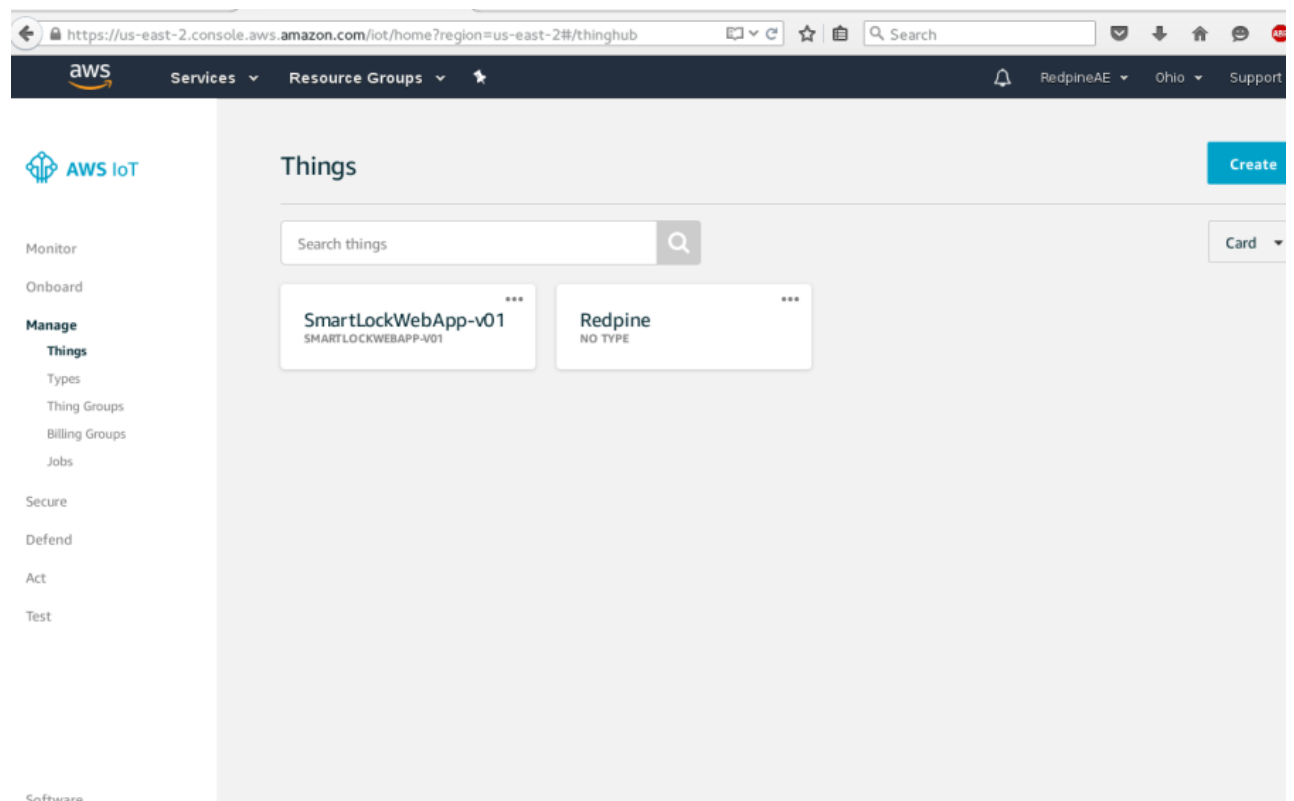 https://us-east-2.console.aws.amazon.com/iot/home?region=us-east-2#/thinghub
Search
aws
Services
Resource Groups
RedpineAE
Ohio
Support
AWS IoT
Things
Create
Search things
Card
Monitor
Onboard
Manage
Things
Types
Thing Groups
Billing Groups
Jobs
Secure
Defend
Act
Test
Software
SmartLockWebApp-v01
SMARTLOCKWEBAPP-V01
Redpine
NO TYPE